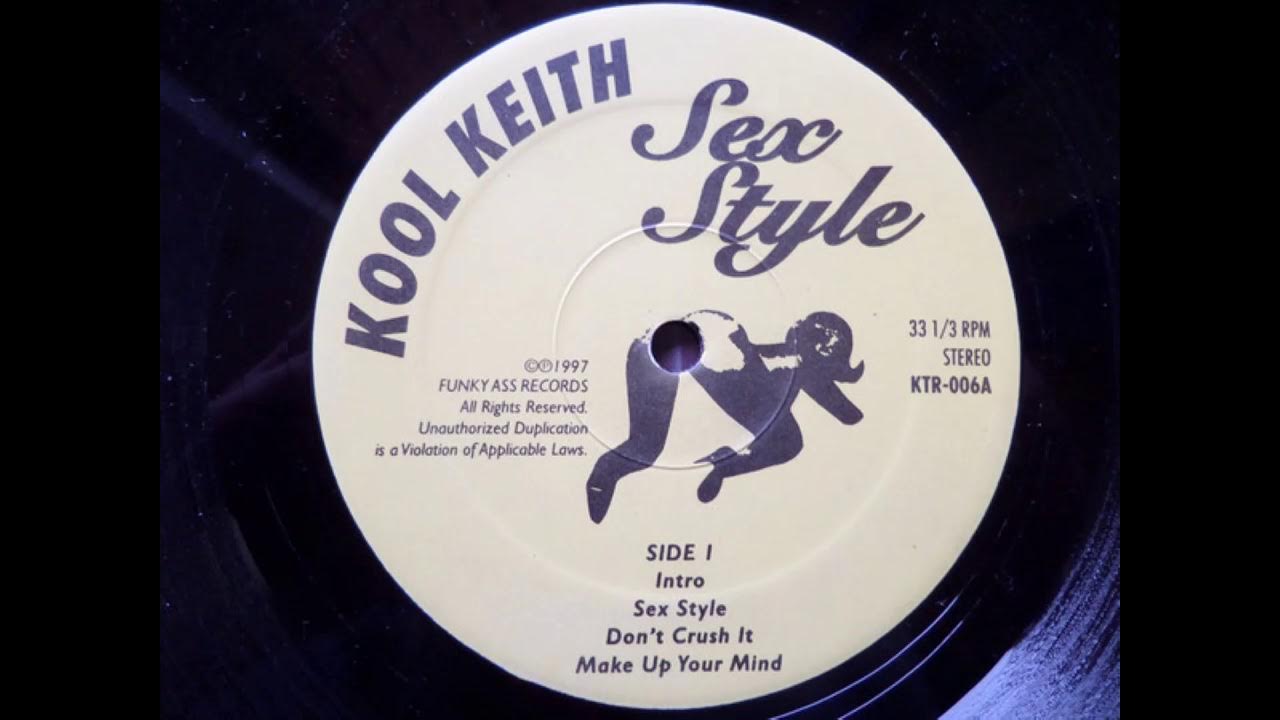 KOOL KEITH
Sex
Style
33 1/3 RPM
STEREO
KTR-006A
©℗1997
FUNKY ASS RECORDS
All Rights Reserved.
Unauthorized Duplication
is a Violation of Applicable Laws.
SIDE 1
Intro
Sex Style
Don't Crush It
Make Up Your Mind